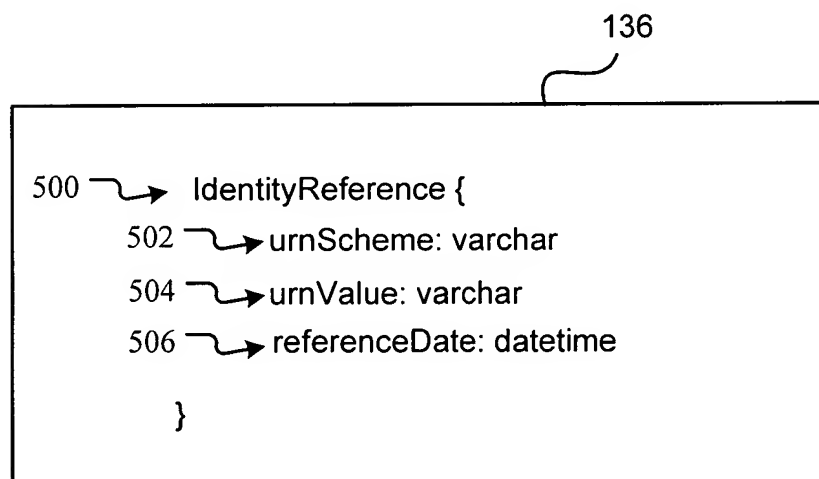 136
500 IdentityReference {
502 urnScheme: varchar
504 urnValue: varchar
506 referenceDate: datetime
}